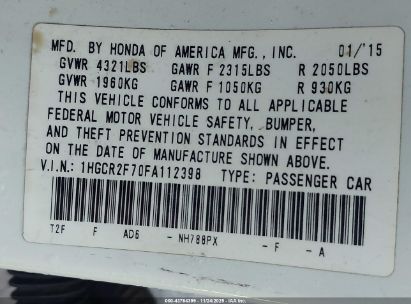 MFD. BY HONDA OF AMERICA MFG., INC. 01/'15
GVWR 4321LBS GAWR F 2315LBS R 2050LBS
GVWR 1960KG GAWR F 1050KG R 930KG
THIS VEHICLE CONFORMS TO ALL APPLICABLE
FEDERAL MOTOR VEHICLE SAFETY, BUMPER,
AND THEFT PREVENTION STANDARDS IN EFFECT
ON THE DATE OF MANUFACTURE SHOWN ABOVE.
V.I.N.: 1HGCR2F70FA112398 TYPE: PASSENGER CAR
T2F F AD6 - NH788PX - F - A